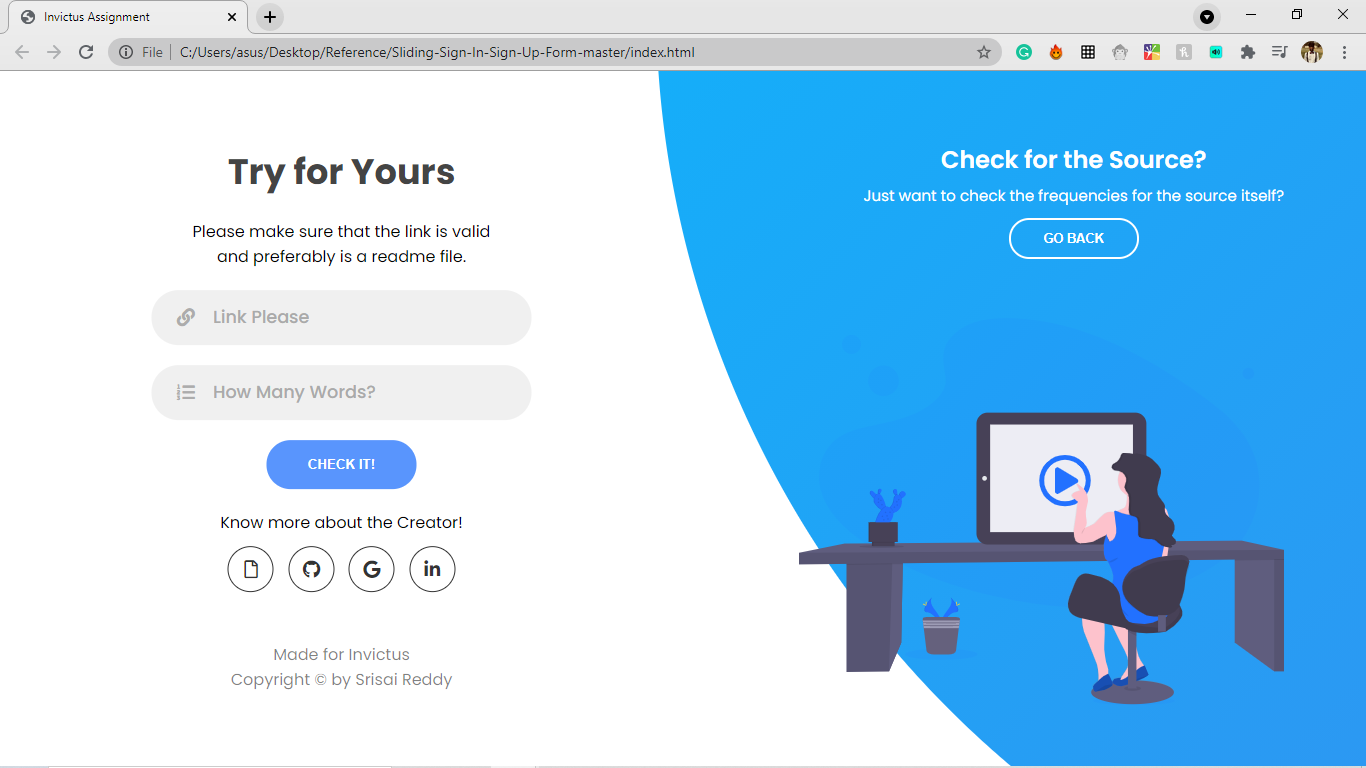 Invictus Assignment
File
C:/Users/asus/Desktop/Reference/Sliding-Sign-In-Sign-Up-Form-master/index.html
Try for Yours
Please make sure that the link is valid
and preferably is a readme file.
Link Please
How Many Words?
CHECK IT!
Know more about the Creator!
Made for Invictus
Copyright © by Srisai Reddy
Check for the Source?
Just want to check the frequencies for the source itself?
GO BACK